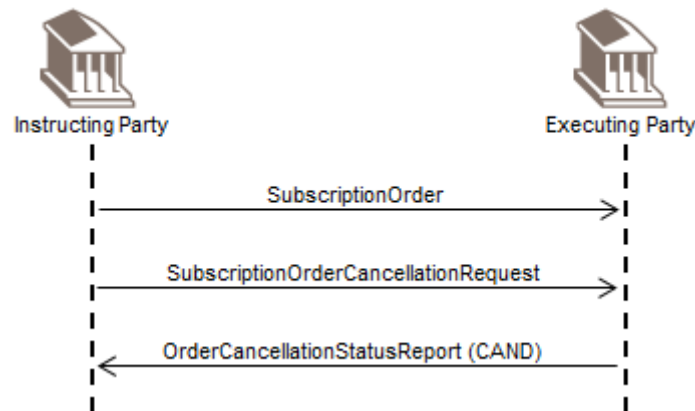 Instructing Party
Executing Party
SubscriptionOrder
SubscriptionOrderCancellationRequest
OrderCancellationStatusReport (CAND)